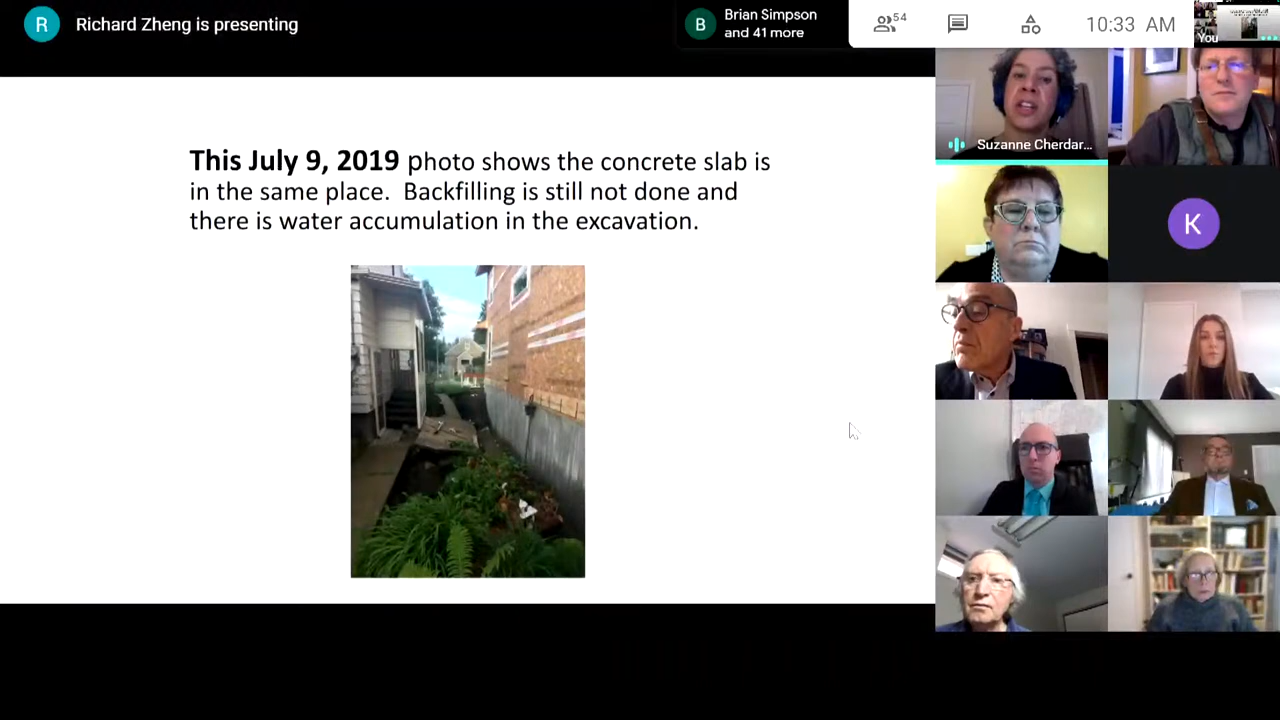 R
Richard Zheng is presenting
B
Brian Simpson
and 41 more
54
10:33 AM
You
Suzanne Cherdar...
K
This July 9, 2019 photo shows the concrete slab is
in the same place. Backfilling is still not done and
there is water accumulation in the excavation.